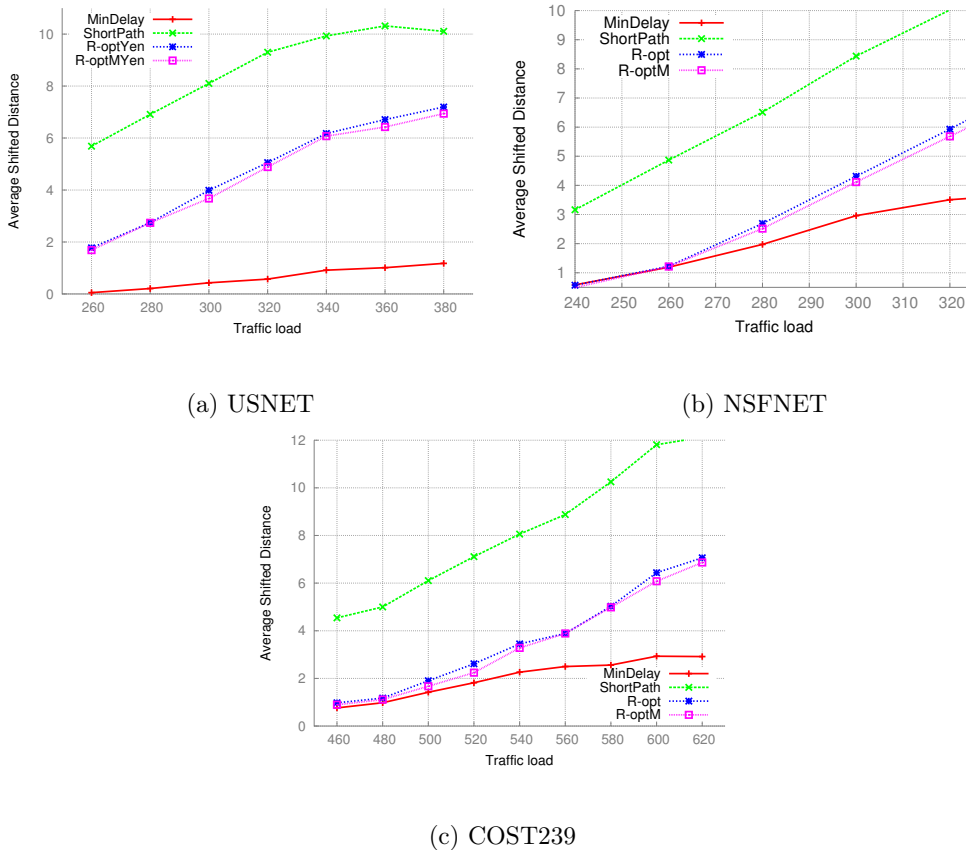 MinDelay
ShortPath
R-optYen
R-optMYen
Average Shifted Distance
10
8
6
4
2
0
260 280 300 320 340 360 380
Traffic load
(a) USNET
MinDelay
ShortPath
R-opt
R-optM
Average Shifted Distance
10
9
8
7
6
5
4
3
2
1
240 250 260 270 280 290 300 310 320
Traffic load
(b) NSFNET
Average Shifted Distance
12
10
8
6
4
2
0
MinDelay
ShortPath
R-opt
R-optM
460 480 500 520 540 560 580 600 620
Traffic load
(c) COST239